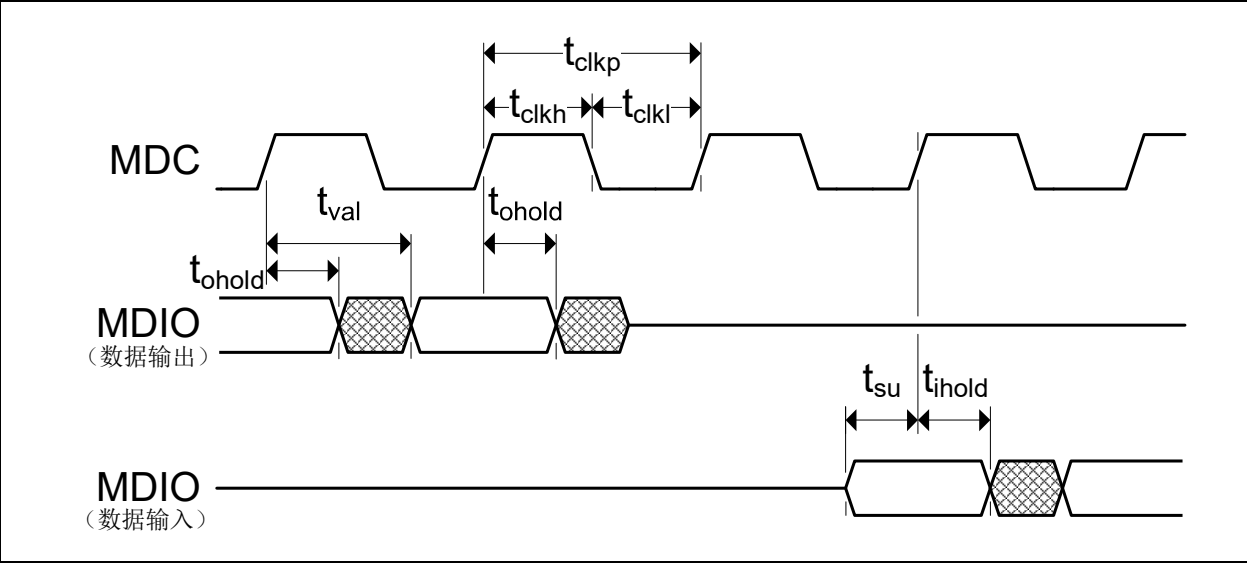 tclkp
tclkh tclkl
MDC
tval tohold
tohold
MDIO
（数据输出）
tsu tihold
MDIO
（数据输入）